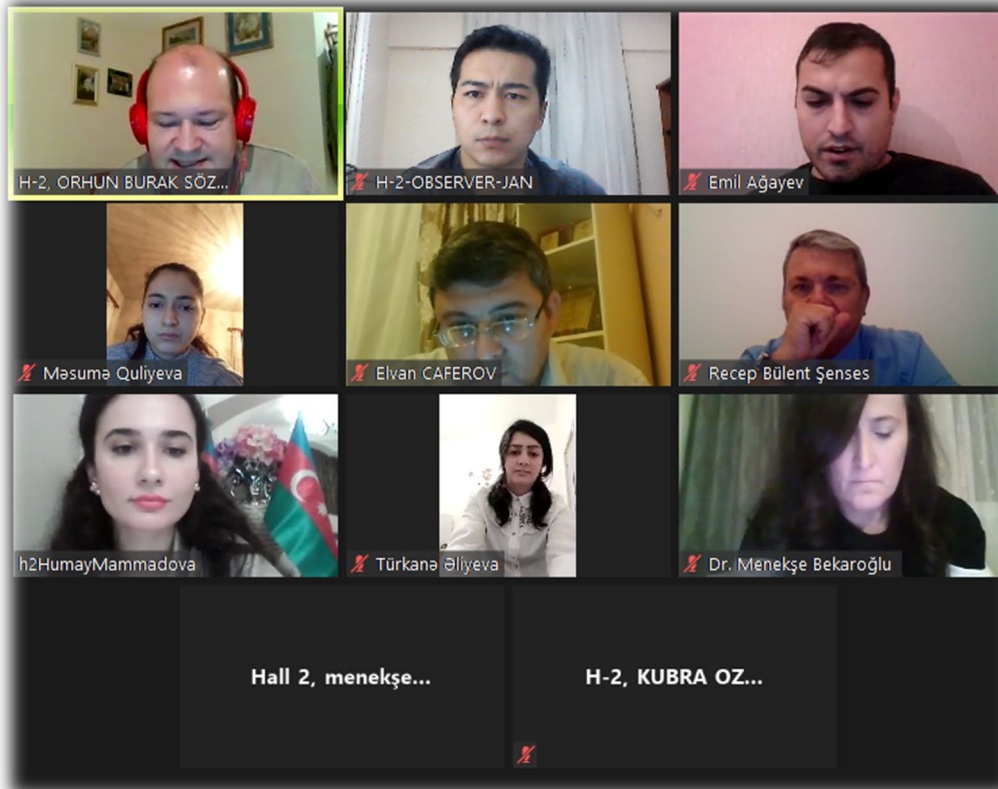 H-2, ORHUN BURAK SÖZ...
H-2-OBSERVER-JAN
Emil Ağayev
Məsumə Quliyeva
Elvan CAFEROV
Recep Bülent Şenses
h2HumayMammadova
Türkanə Əliyeva
Dr. Menekşe Bekaroğlu
Hall 2, menekşe...
H-2, KUBRA OZ...